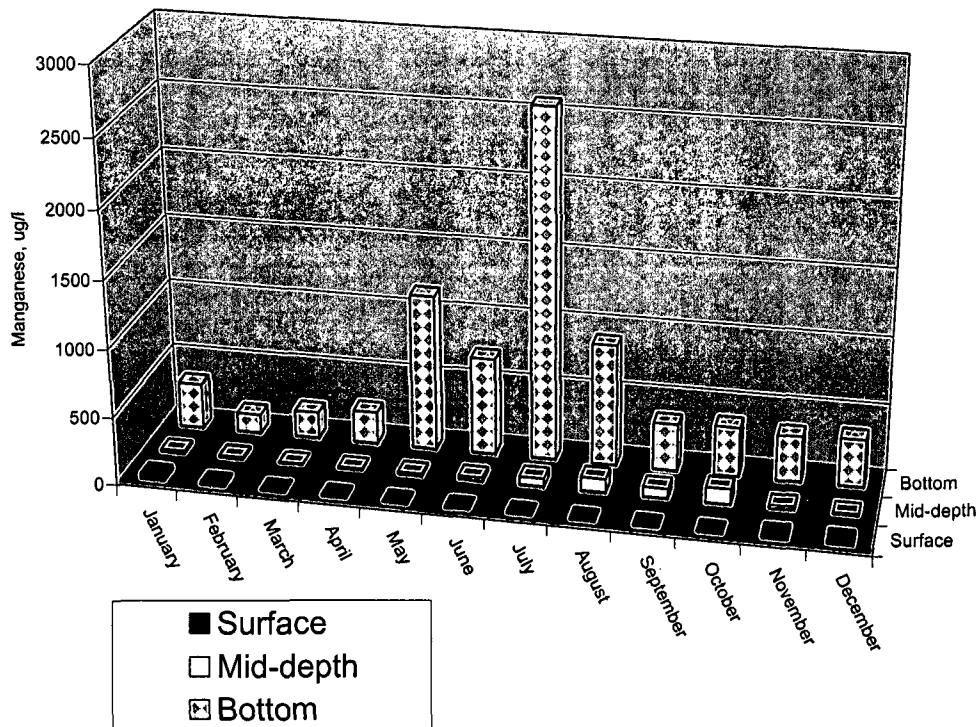 3000
2500
2000
1500
1000
500
0
Manganese, ug/l
January
February
March
April
May
June
July
August
September
October
November
December
Bottom
Mid-depth
Surface
Surface
Mid-depth
Bottom